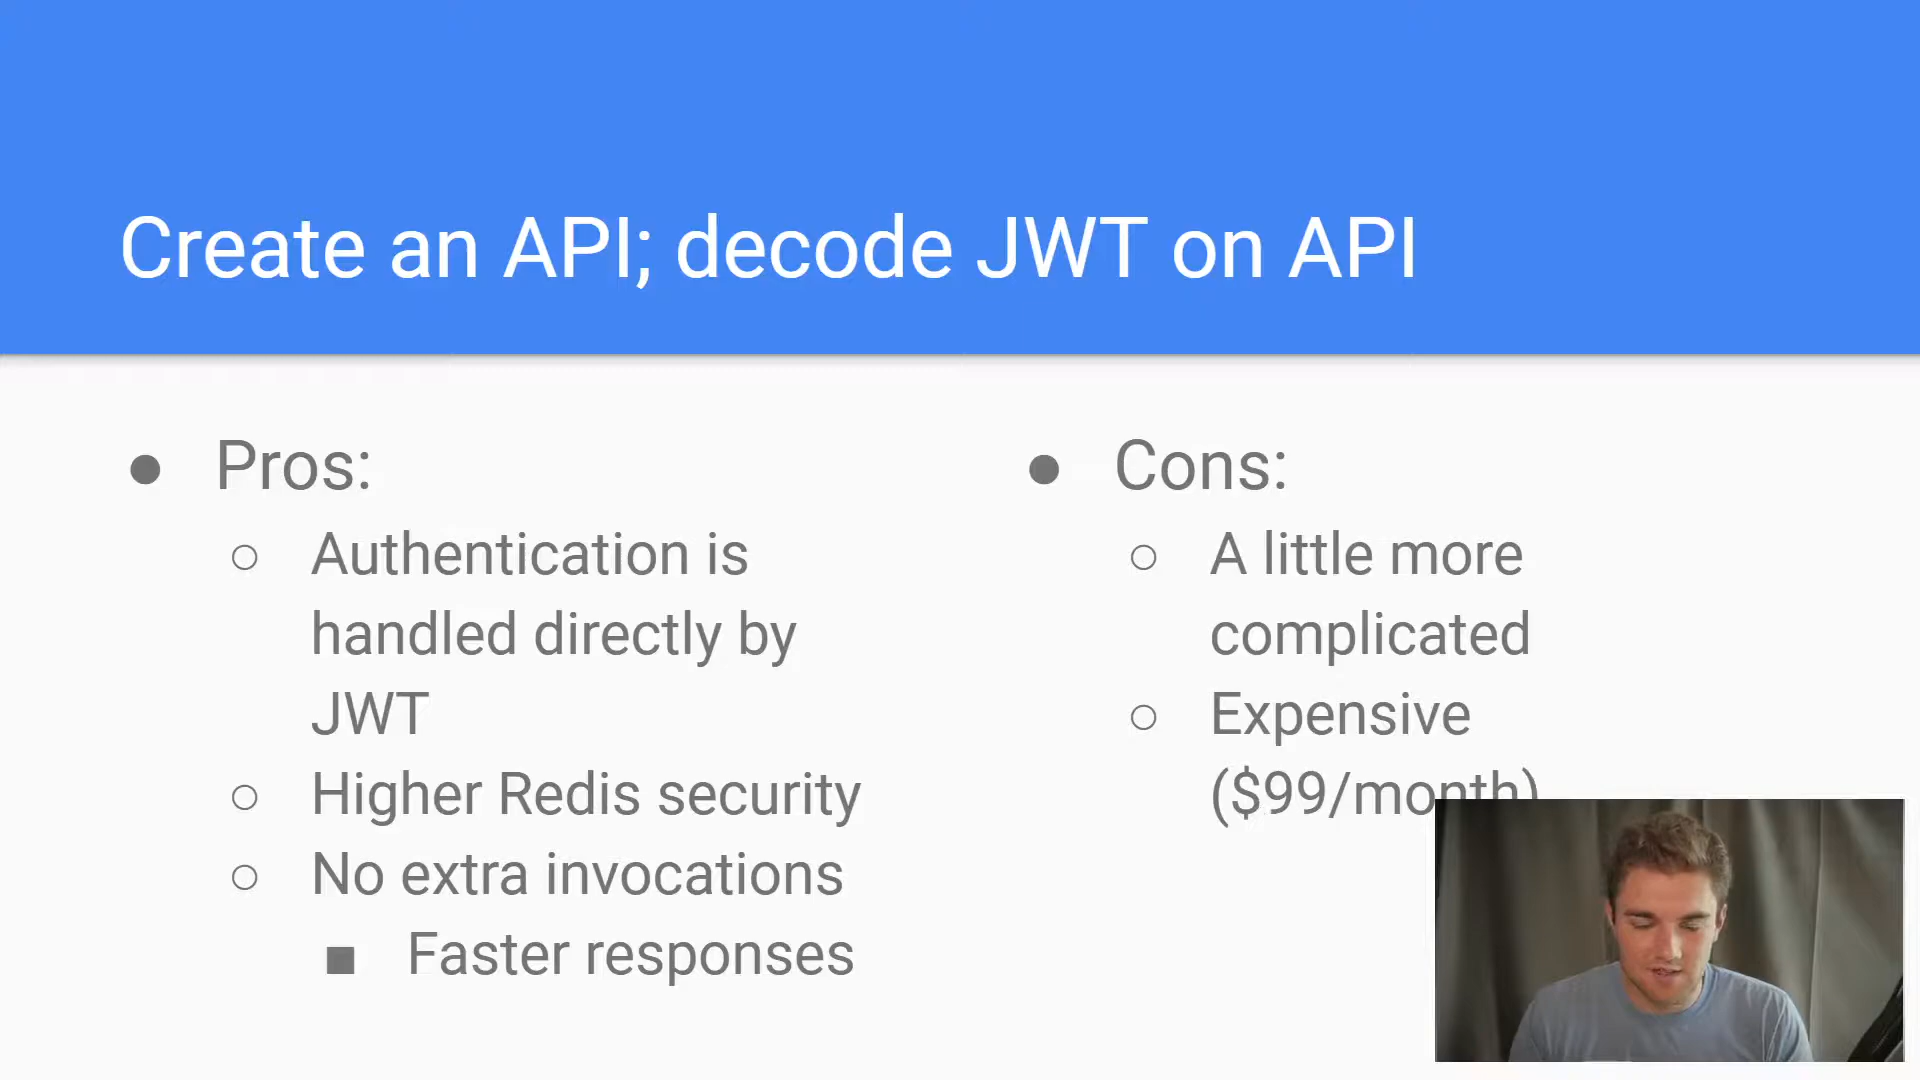 Create an API; decode JWT on API
Pros:
Authentication is
handled directly by
JWT
Higher Redis security
No extra invocations
Faster responses
Cons:
A little more
complicated
Expensive
($99/month)